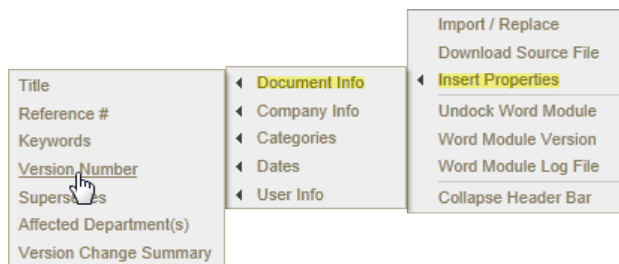 Import / Replace
Download Source File
Insert Properties
Undock Word Module
Word Module Version
Word Module Log File
Collapse Header Bar
Document Info
Company Info
Categories
Dates
User Info
Title
Reference #
Keywords
Version Number
Affected Department(s)
Version Change Summary